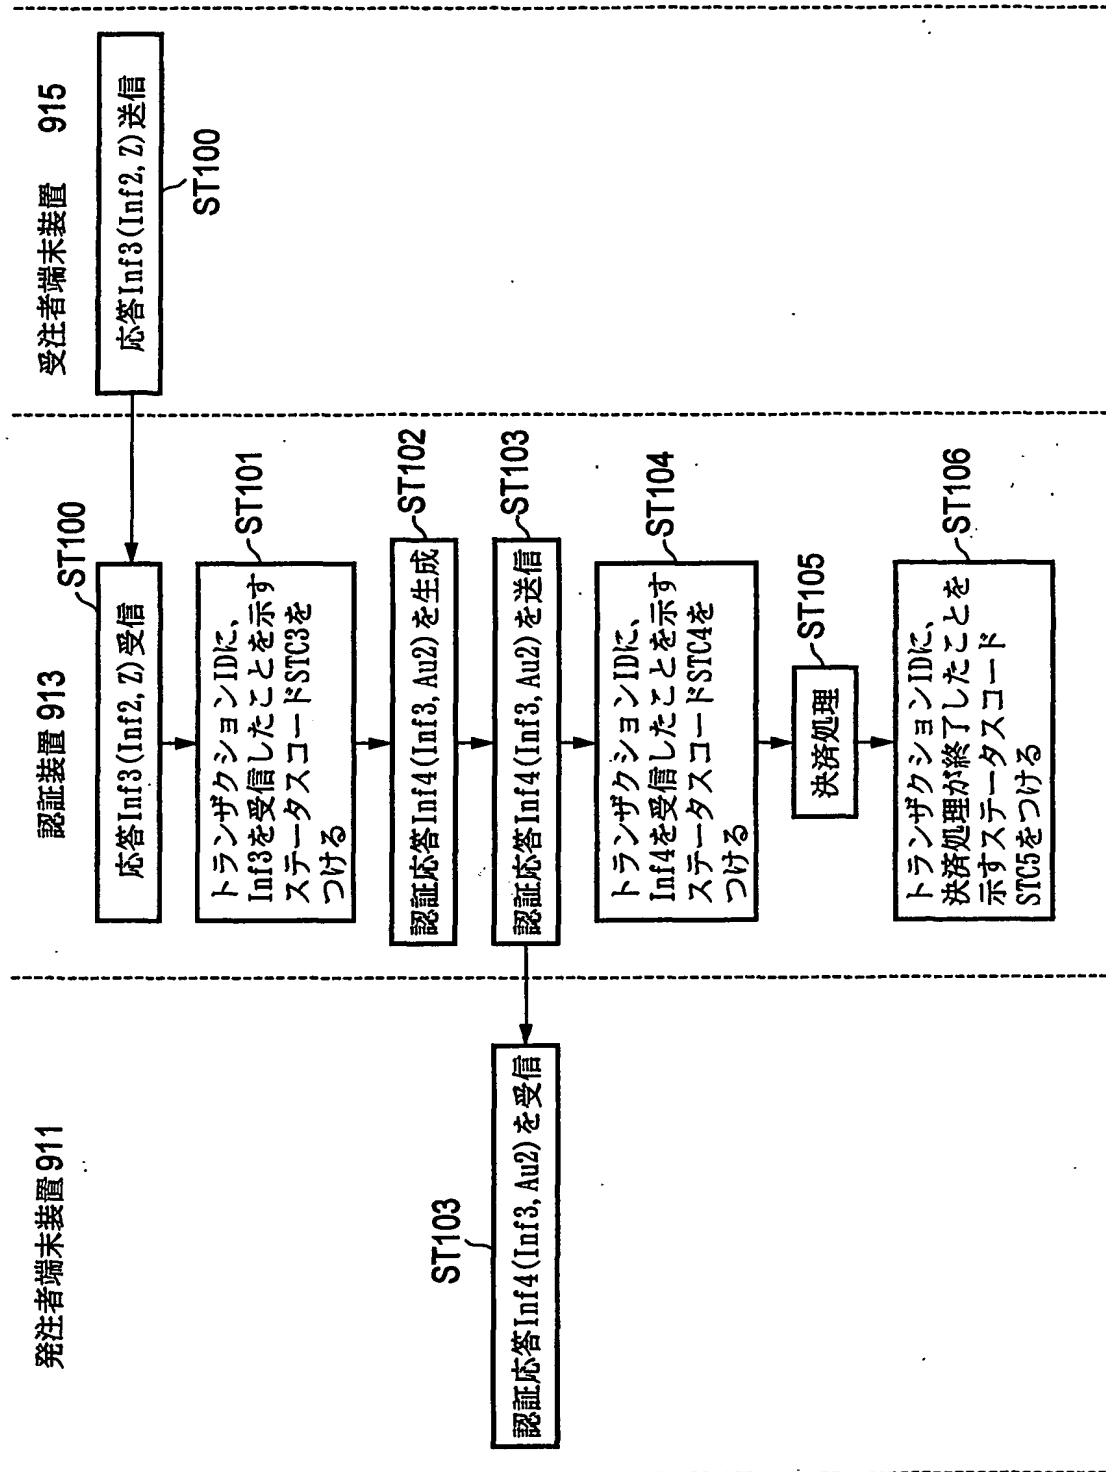 発注者端末装置911
認証装置 913
受注者端末装置 915
応答Inf3(Inf2,Z)送信
ST100
応答Inf3(Inf2,Z)受信
ST100
トランザクションIDに、
Inf3を受信したことを示す
ステータスコードSTC3を
つける
ST101
認証応答Inf4(Inf3,Au2)を生成
ST102
認証応答Inf4(Inf3,Au2)を送信
ST103
認証応答Inf4(Inf3,Au2)を受信
ST103
トランザクションIDに、
Inf4を受信したことを示す
ステータスコードSTC4を
つける
ST104
決済処理
ST105
トランザクションIDに、
決済処理が終了したことを
示すステータスコード
STC5をつける
ST106